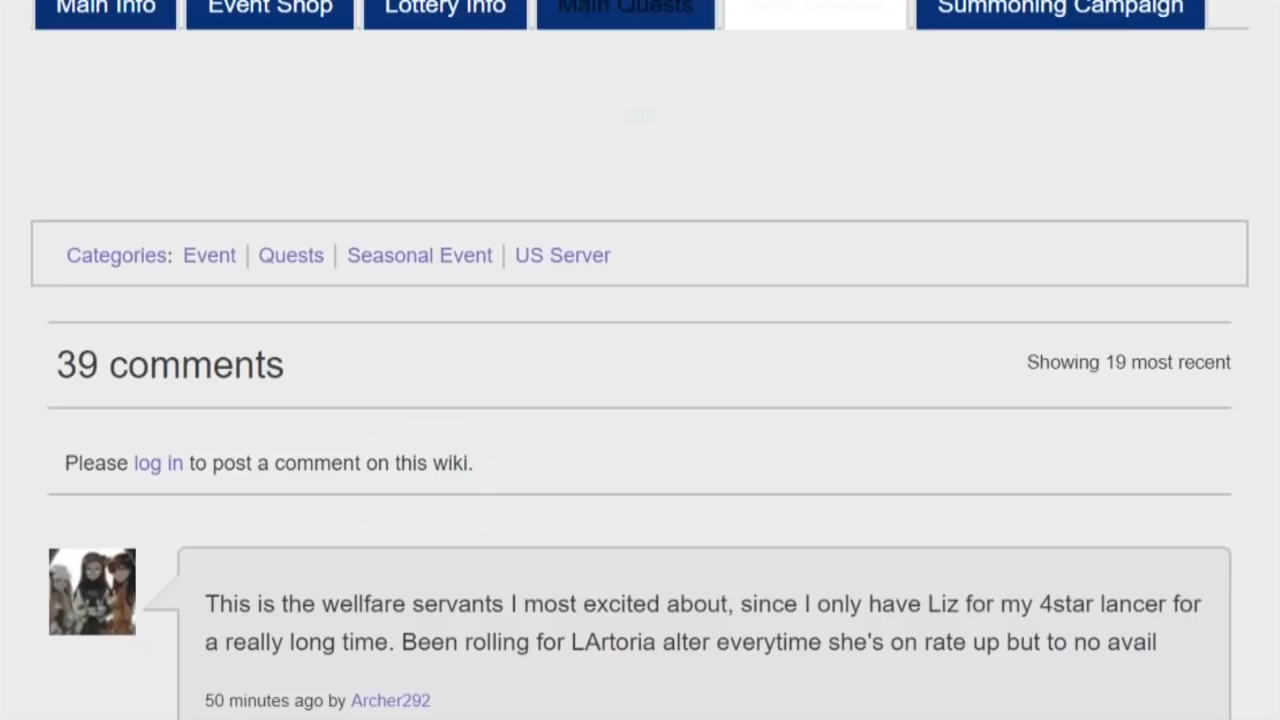 Main Info Event Shop Lottery Info Main Quests Summoning Campaign
Categories: Event Quests Seasonal Event US Server
39 comments Showing 19 most recent
Please log in to post a comment on this wiki.
This is the wellfare servants I most excited about, since I only have Liz for my 4star lancer for
a really long time. Been rolling for LArtoria alter everytime she's on rate up but to no avail
50 minutes ago by Archer292